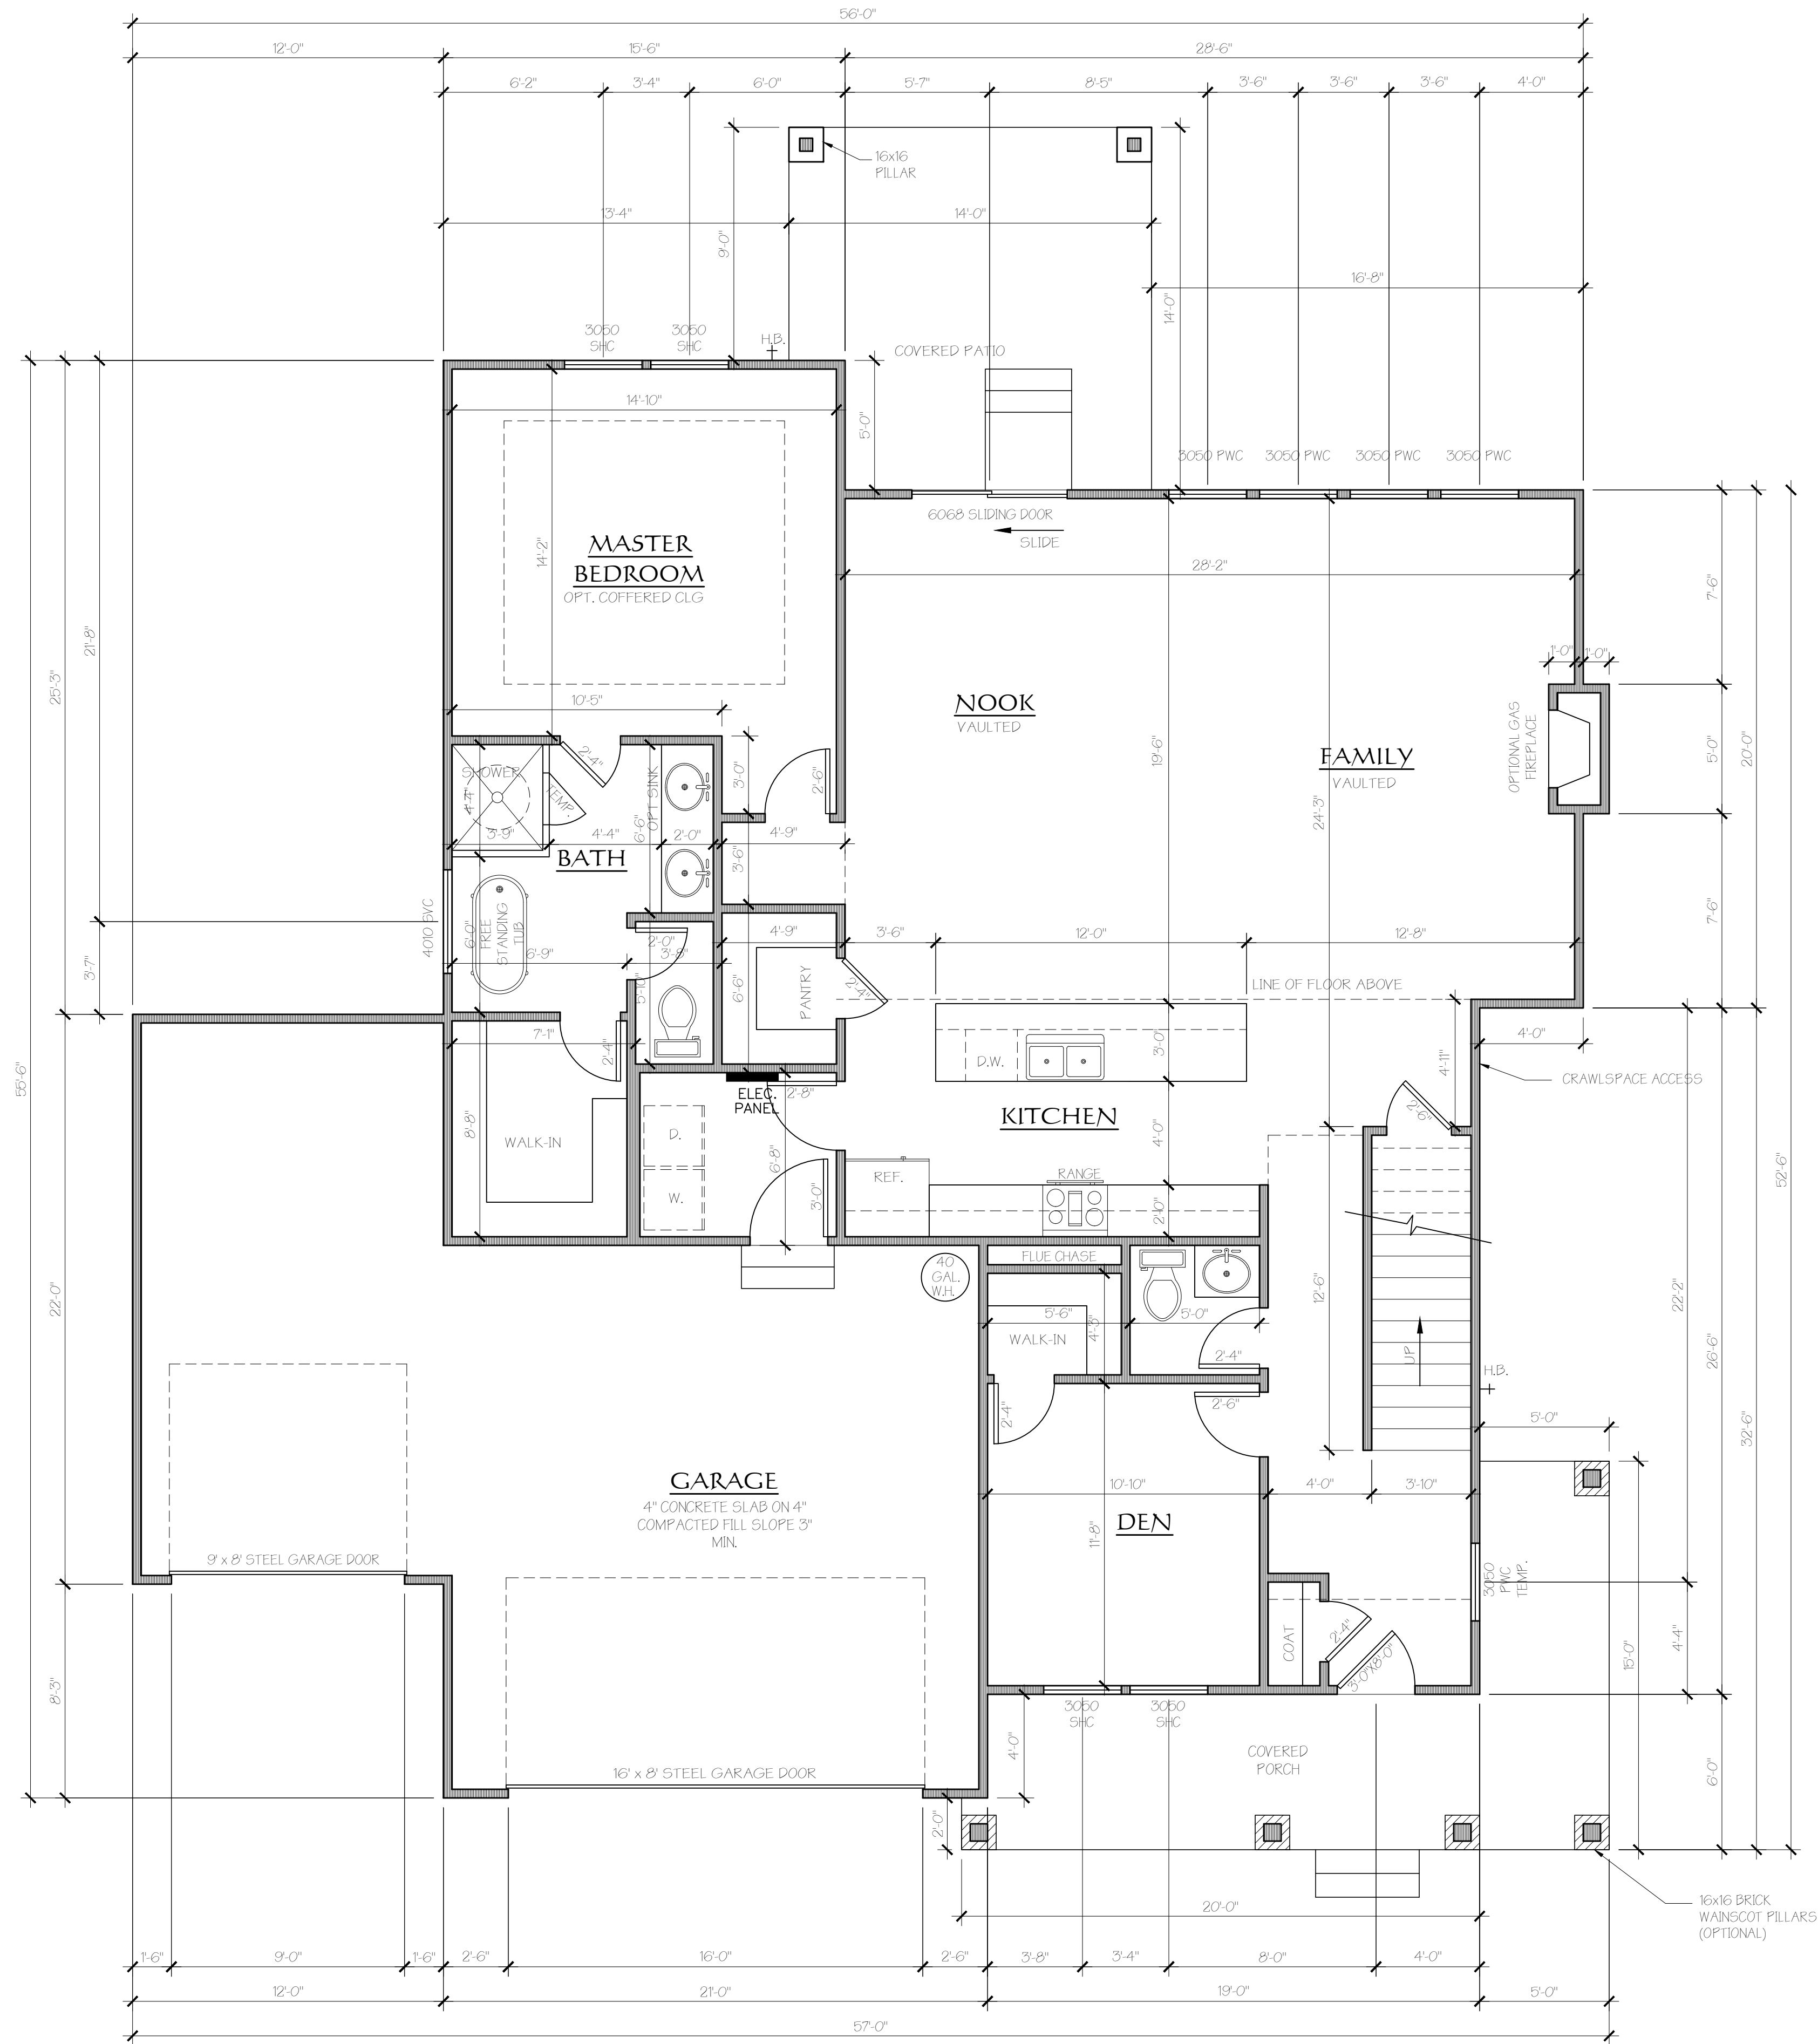 56'-0"
12'-0" 15'-6" 28'-6"
6'-2" 3'-4" 6'-0" 5'-7" 8'-5" 3'-6" 3'-6" 3'-6" 4'-0"
16x16
PILLAR
13'-4" 14'-0"
9'-0"
16'-8"
14'-0"
3050
SHC
3050
SHC
H.B.
COVERED PATIO
14'-10"
5'-0"
3050 PWC 3050 PWC 3050 PWC 3050 PWC
6068 SLIDING DOOR
SLIDE
MASTER
BEDROOM
OPT. COFFERED CLG
14'-2"
28'-2"
7'-6"
21'-8"
25'-3"
1'-0" 1'-0"
10'-5"
NOOK
VAULTED
19'-6"
FAMILY
VAULTED
OPTIONAL GAS
FIREPLACE
5'-0"
20'-0"
2'-4"
SHOWER
4'-4"
TEMP.
OPT SINK
3'-0"
2'-6"
24'-3"
3'-9" 4'-4" 6'-6" 2'-0" 4'-9"
BATH
3'-6"
4010 SVC
6'-0"
FREE
STANDING
TUB
6'-9"
2'-0"
3'-8"
4'-9" 3'-6" 12'-0" 12'-8"
7'-6"
3'-7"
5'-10"
6'-6"
PANTRY
2'-4"
LINE OF FLOOR ABOVE
7'-1"
2'-4"
3'-0"
D.W.
4'-11"
4'-0"
CRAWLSPACE ACCESS
55'-6"
ELEC.
PANEL
2'-8"
KITCHEN
2'-6"
8'-8"
WALK-IN
D.
W.
6'-8"
3'-0"
4'-0"
REF.
RANGE
2'-0"
52'-6"
40
GAL.
W.H.
FLUE CHASE
22'-0"
5'-6"
4'-3"
WALK-IN
5'-0"
2'-4"
12'-6"
UP
22'-2"
26'-6"
H.B.
2'-4"
2'-6"
5'-0"
32'-6"
GARAGE
4" CONCRETE SLAB ON 4"
COMPACTED FILL SLOPE 3"
MIN.
10'-10" 4'-0" 3'-10"
DEN
11'-8"
9' x 8' STEEL GARAGE DOOR
3050
PWC
TEMP.
COAT
2'-4"
3'-0"x8'-0"
4'-4"
15'-0"
8'-3"
3050
SHC
3050
SHC
4'-0"
COVERED
PORCH
16' x 8' STEEL GARAGE DOOR
6'-0"
2'-0"
20'-0"
16x16 BRICK
WAINSCOT PILLARS
(OPTIONAL)
1'-6" 9'-0" 1'-6" 2'-6" 16'-0" 2'-6" 3'-8" 3'-4" 8'-0" 4'-0"
12'-0" 21'-0" 19'-0" 5'-0"
57'-0"